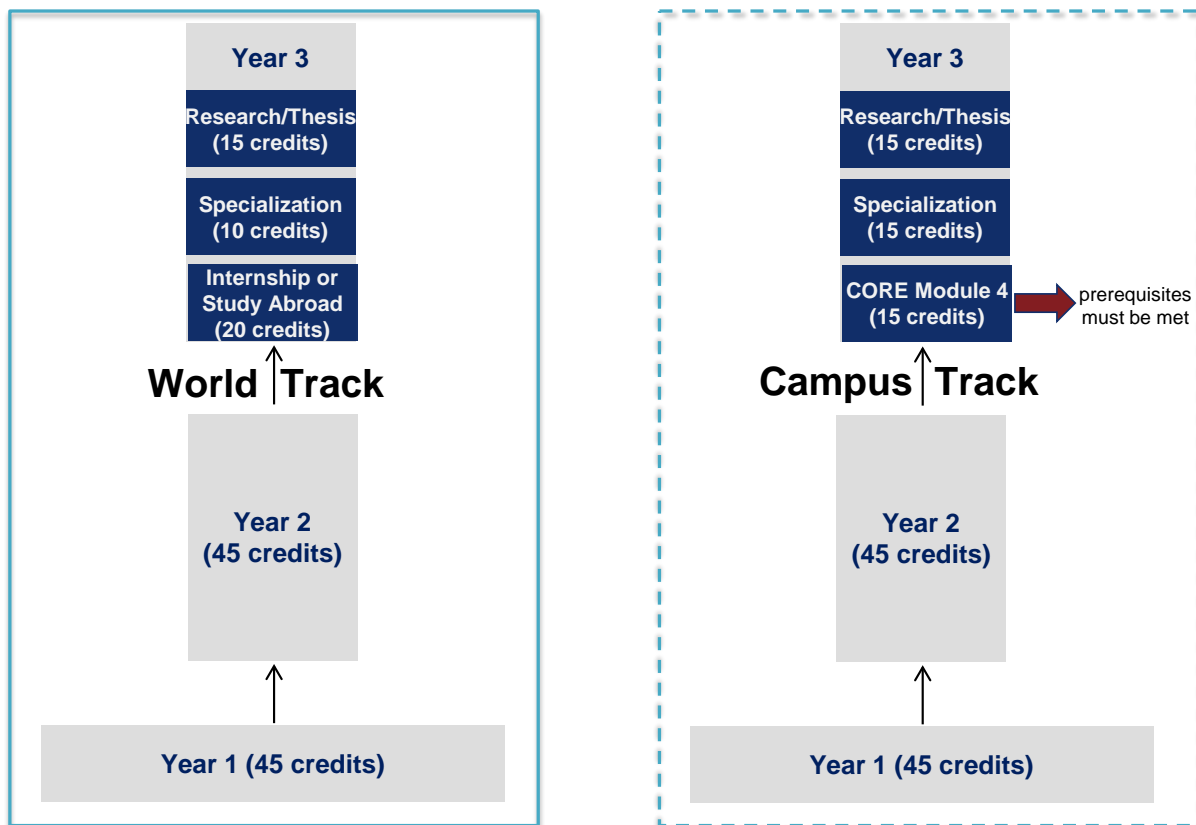 Year 3
Research/Thesis
(15 credits)
Specialization
(10 credits)
Internship or
Study Abroad
(20 credits)
World Track
Year 2
(45 credits)
Year 1 (45 credits)
Year 3
Research/Thesis
(15 credits)
Specialization
(15 credits)
CORE Module 4
(15 credits)
prerequisites
must be met
Campus Track
Year 2
(45 credits)
Year 1 (45 credits)